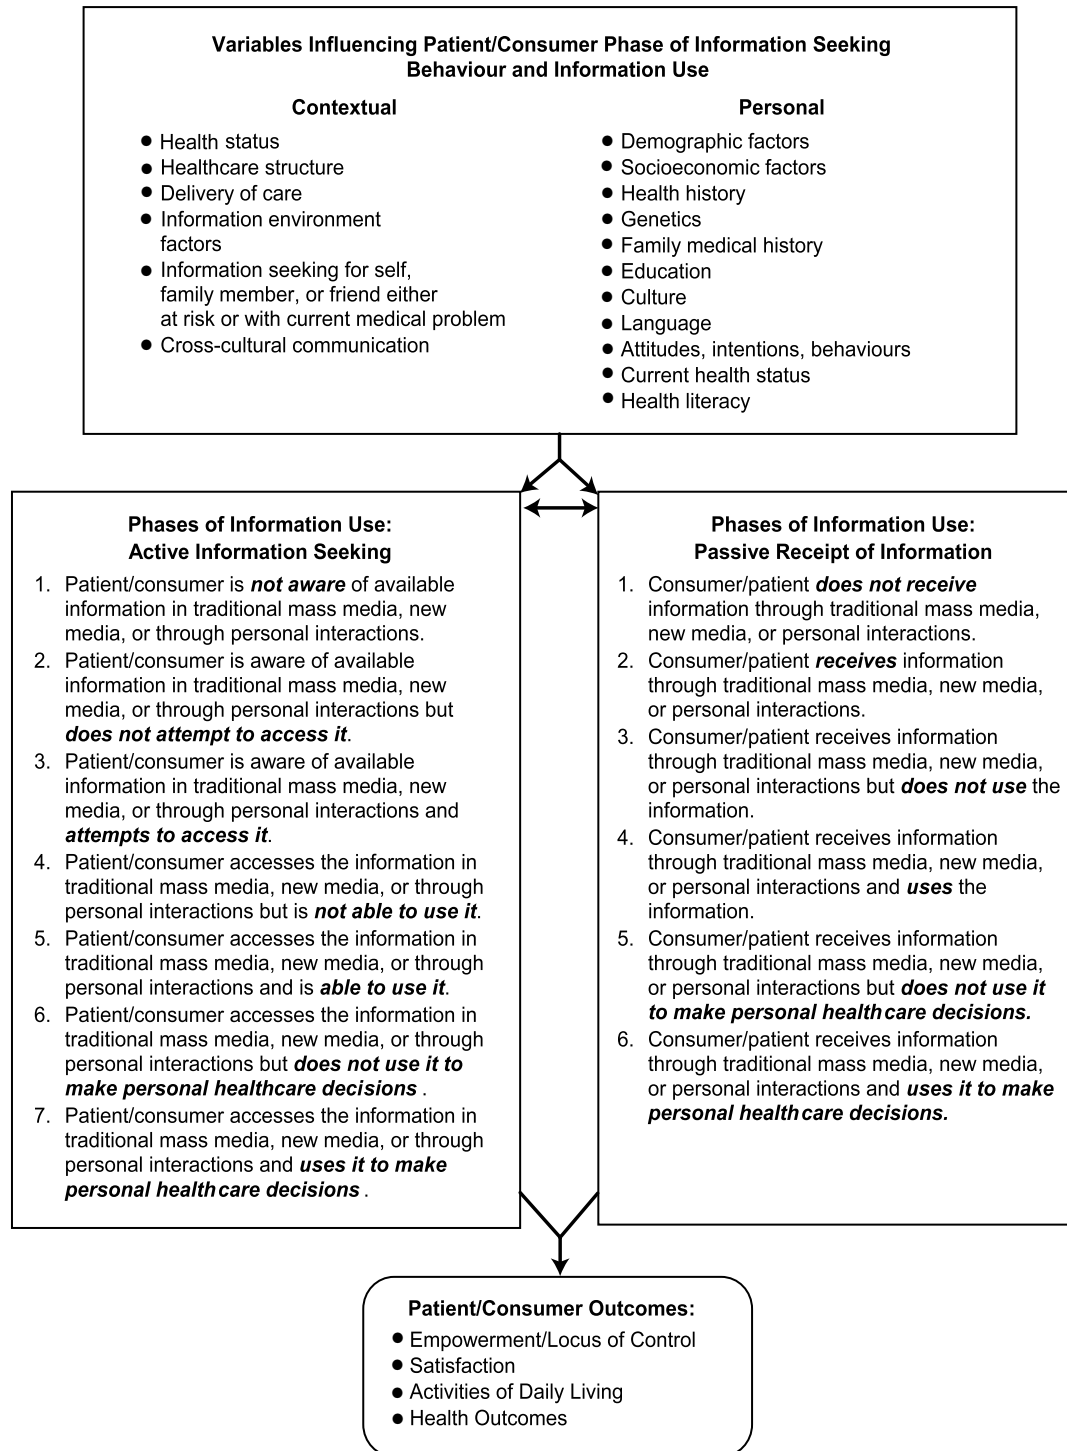 Variables Influencing Patient/Consumer Phase of Information Seeking
Behaviour and Information Use
Contextual
● Health status
● Healthcare structure
● Delivery of care
● Information environment
factors
● Information seeking for self,
family member, or friend either
at risk or with current medical problem
● Cross-cultural communication
Personal
● Demographic factors
● Socioeconomic factors
● Health history
● Genetics
● Family medical history
● Education
● Culture
● Language
● Attitudes, intentions, behaviours
● Current health status
● Health literacy
Phases of Information Use:
Active Information Seeking
1. Patient/consumer is not aware of available
information in traditional mass media, new
media, or through personal interactions.
2. Patient/consumer is aware of available
information in traditional mass media, new
media, or through personal interactions but
does not attempt to access it.
3. Patient/consumer is aware of available
information in traditional mass media, new
media, or through personal interactions and
attempts to access it.
4. Patient/consumer accesses the information in
traditional mass media, new media, or through
personal interactions but is not able to use it.
5. Patient/consumer accesses the information in
traditional mass media, new media, or through
personal interactions and is able to use it.
6. Patient/consumer accesses the information in
traditional mass media, new media, or through
personal interactions but does not use it to
make personal healthcare decisions .
7. Patient/consumer accesses the information in
traditional mass media, new media, or through
personal interactions and uses it to make
personal healthcare decisions .
Phases of Information Use:
Passive Receipt of Information
1. Consumer/patient does not receive
information through traditional mass media,
new media, or personal interactions.
2. Consumer/patient receives information
through traditional mass media, new media,
or personal interactions.
3. Consumer/patient receives information
through traditional mass media, new media,
or personal interactions but does not use the
information.
4. Consumer/patient receives information
through traditional mass media, new media,
or personal interactions and uses the
information.
5. Consumer/patient receives information
through traditional mass media, new media,
or personal interactions but does not use it
to make personal healthcare decisions.
6. Consumer/patient receives information
through traditional mass media, new media,
or personal interactions and uses it to make
personal healthcare decisions.
Patient/Consumer Outcomes:
● Empowerment/Locus of Control
● Satisfaction
● Activities of Daily Living
● Health Outcomes